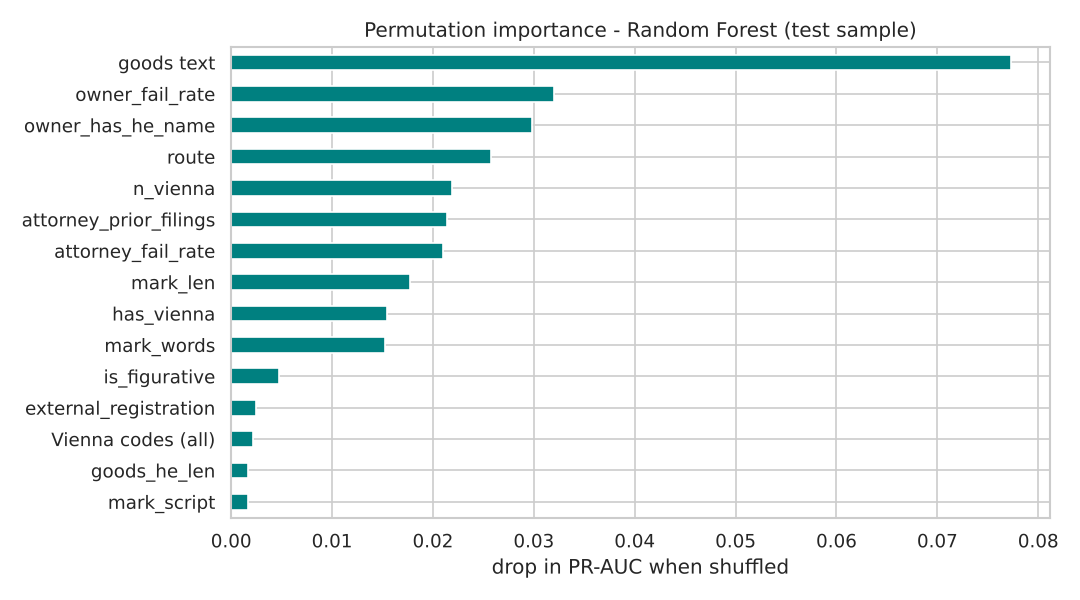 Permutation importance - Random Forest (test sample)
goods text
owner_fail_rate
owner_has_he_name
route
n_vienna
attorney_prior_filings
attorney_fail_rate
mark_len
has_vienna
mark_words
is_figurative
external_registration
Vienna codes (all)
goods_he_len
mark_script
0.00 0.01 0.02 0.03 0.04 0.05 0.06 0.07 0.08
drop in PR-AUC when shuffled